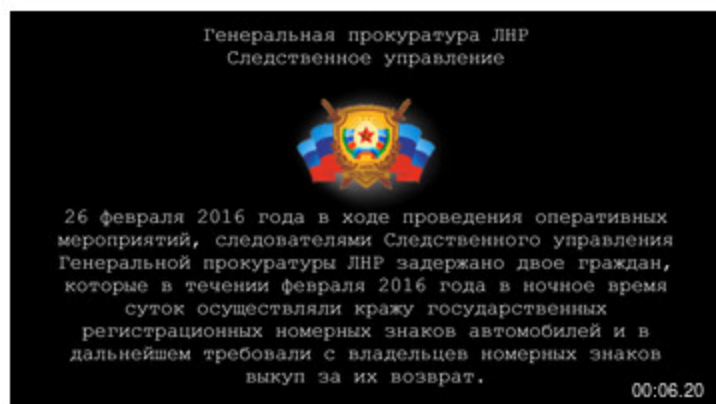 Генеральная прокуратура ЛНР
Следственное управление
26 февраля 2016 года в ходе проведения оперативных
мероприятий, следователями Следственного управления
Генеральной прокуратуры ЛНР задержано двое граждан,
которые в течении февраля 2016 года в ночное время
суток осуществляли кражу государственных
регистрационных номерных знаков автомобилей и в
дальнейшем требовали с владельцев номерных знаков
выкуп за их возврат.
00:06.20